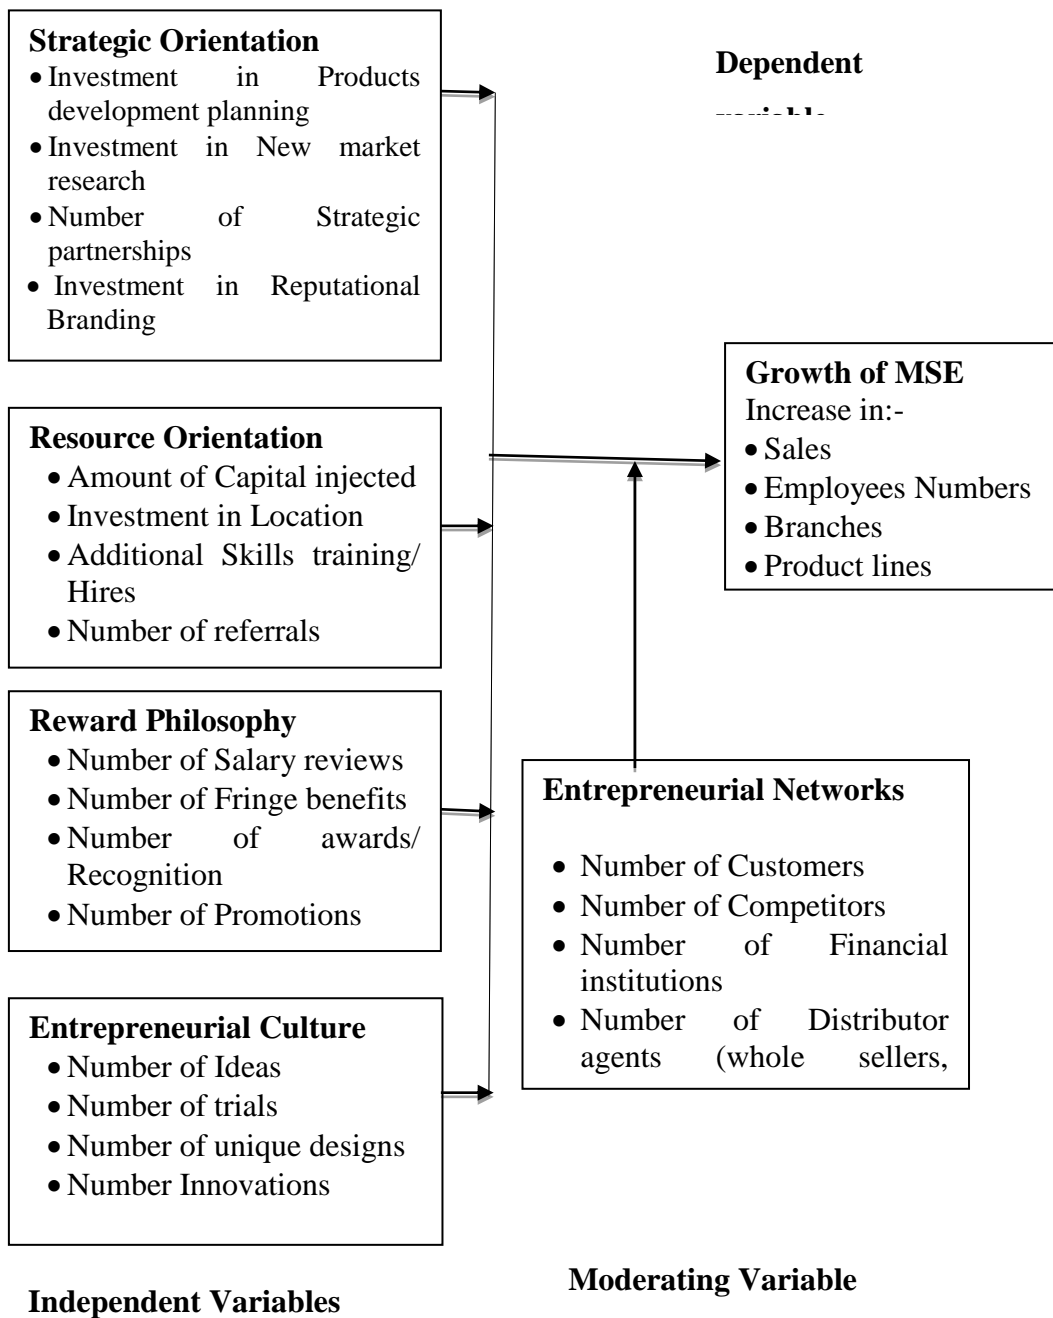 Strategic Orientation
• Investment in Products
development planning
• Investment in New market
research
• Number of Strategic
partnerships
• Investment in Reputational
Branding
Dependent
Resource Orientation
• Amount of Capital injected
• Investment in Location
• Additional Skills training/
Hires
• Number of referrals
Growth of MSE
Increase in:-
• Sales
• Employees Numbers
• Branches
• Product lines
Reward Philosophy
• Number of Salary reviews
• Number of Fringe benefits
• Number of awards/
Recognition
• Number of Promotions
Entrepreneurial Networks
• Number of Customers
• Number of Competitors
• Number of Financial
institutions
• Number of Distributor
agents (whole sellers,
Entrepreneurial Culture
• Number of Ideas
• Number of trials
• Number of unique designs
• Number Innovations
Moderating Variable
Independent Variables